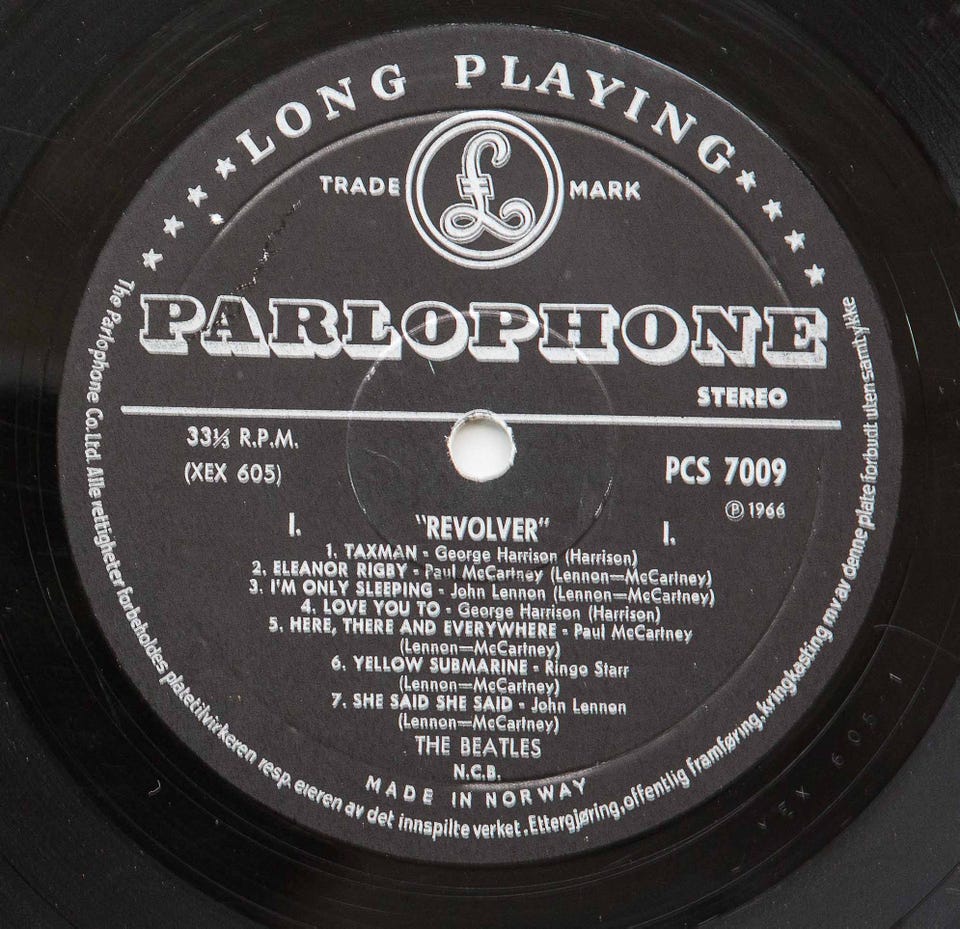 ★★★★ LONG PLAYING ★★★★
TRADE £ MARK
PARLOPHONE
STEREO
33⅓ R.P.M.
(XEX 605)
PCS 7009
Ⓟ 1966
I. "REVOLVER" I.
1. TAXMAN - George Harrison (Harrison)
2. ELEANOR RIGBY - Paul McCartney (Lennon—McCartney)
3. I'M ONLY SLEEPING - John Lennon (Lennon—McCartney)
4. LOVE YOU TO - George Harrison (Harrison)
5. HERE, THERE AND EVERYWHERE - Paul McCartney
(Lennon—McCartney)
6. YELLOW SUBMARINE - Ringo Starr
(Lennon—McCartney)
7. SHE SAID SHE SAID - John Lennon
(Lennon—McCartney)
THE BEATLES
N.C.B.
MADE IN NORWAY
The Parlophone Co. Ltd. Alle rettigheter forbeholdes platetilvirkeren resp. eieren av det innspilte verket. Ettergjøring, offentlig framføring, kringkasting mv av denne plate forbudt uten samtykke
XEX 605 1